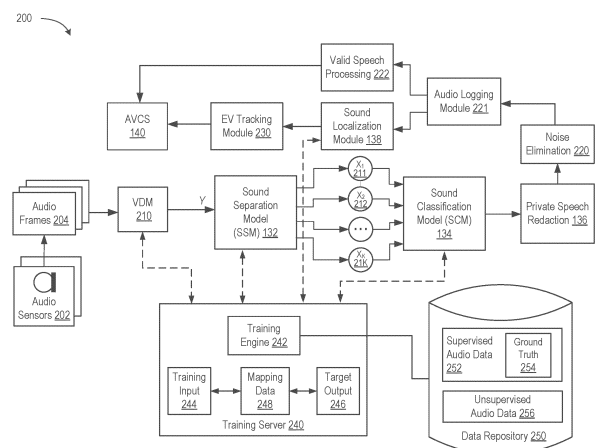 200
Valid Speech
Processing 222
Audio Logging
Module 221
AVCS
140
EV Tracking
Module 230
Sound
Localization
Module 138
Noise
Elimination
220
Audio
Frames 204
VDM
210
Y
Sound
Separation
Model
(SSM) 132
X1
211
X2
212
...
XK
21K
Sound
Classification
Model (SCM)
134
Private Speech
Redaction 136
Audio
Sensors 202
Training
Engine 242
Training
Input
244
Mapping
Data
248
Target
Output
246
Training Server 240
Supervised
Audio Data
252
Ground
Truth
254
Unsupervised
Audio Data 256
Data Repository 250